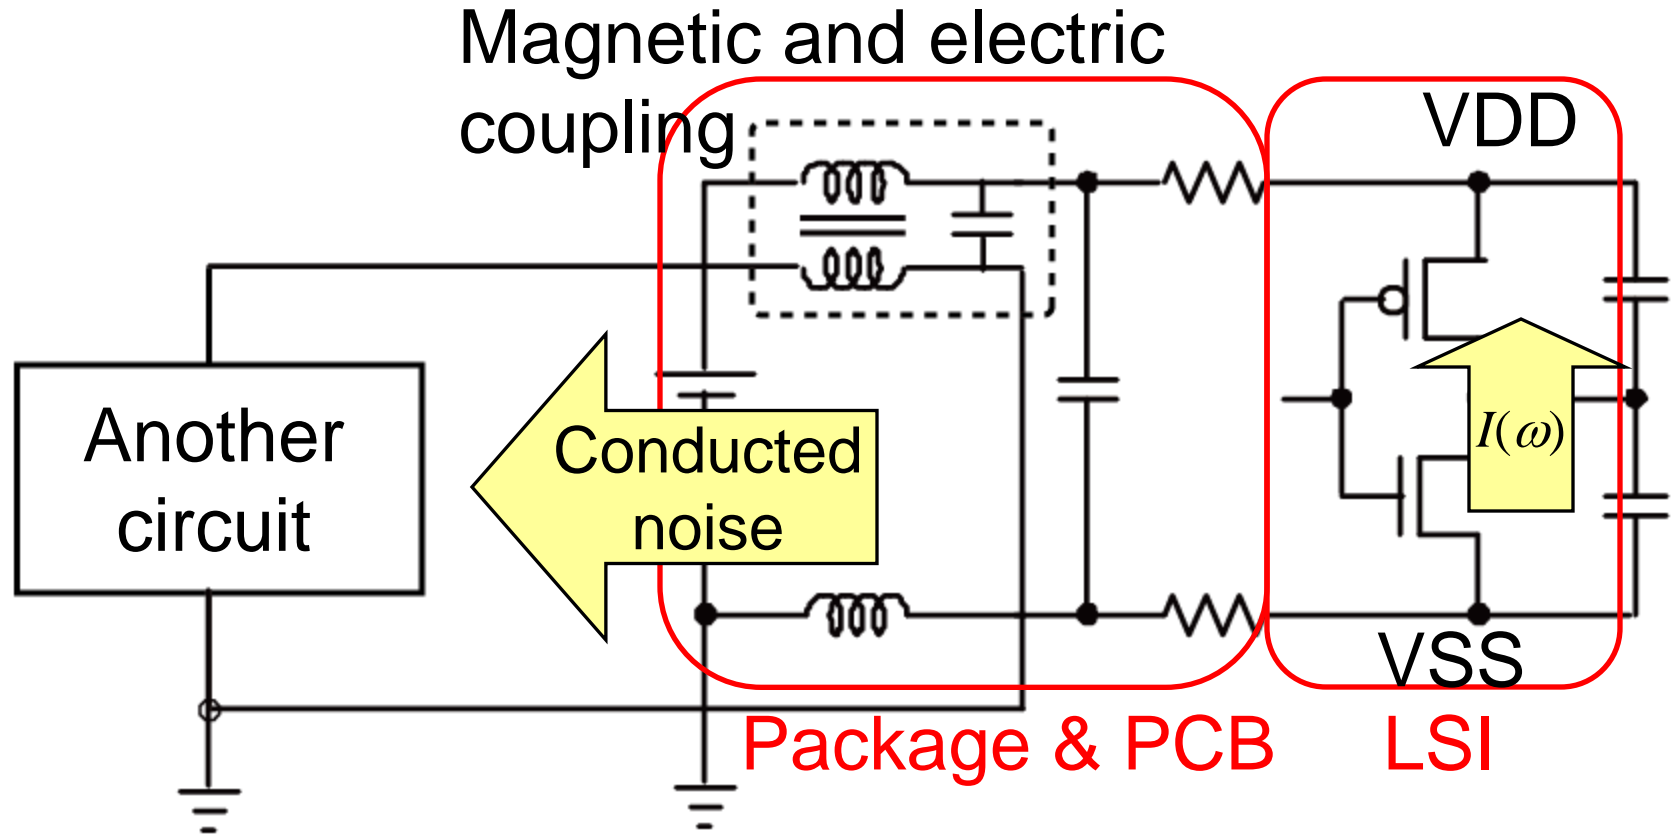 Magnetic and electric
coupling
VDD
Another
circuit
Conducted
noise
I(ω)
VSS
Package & PCB
LSI